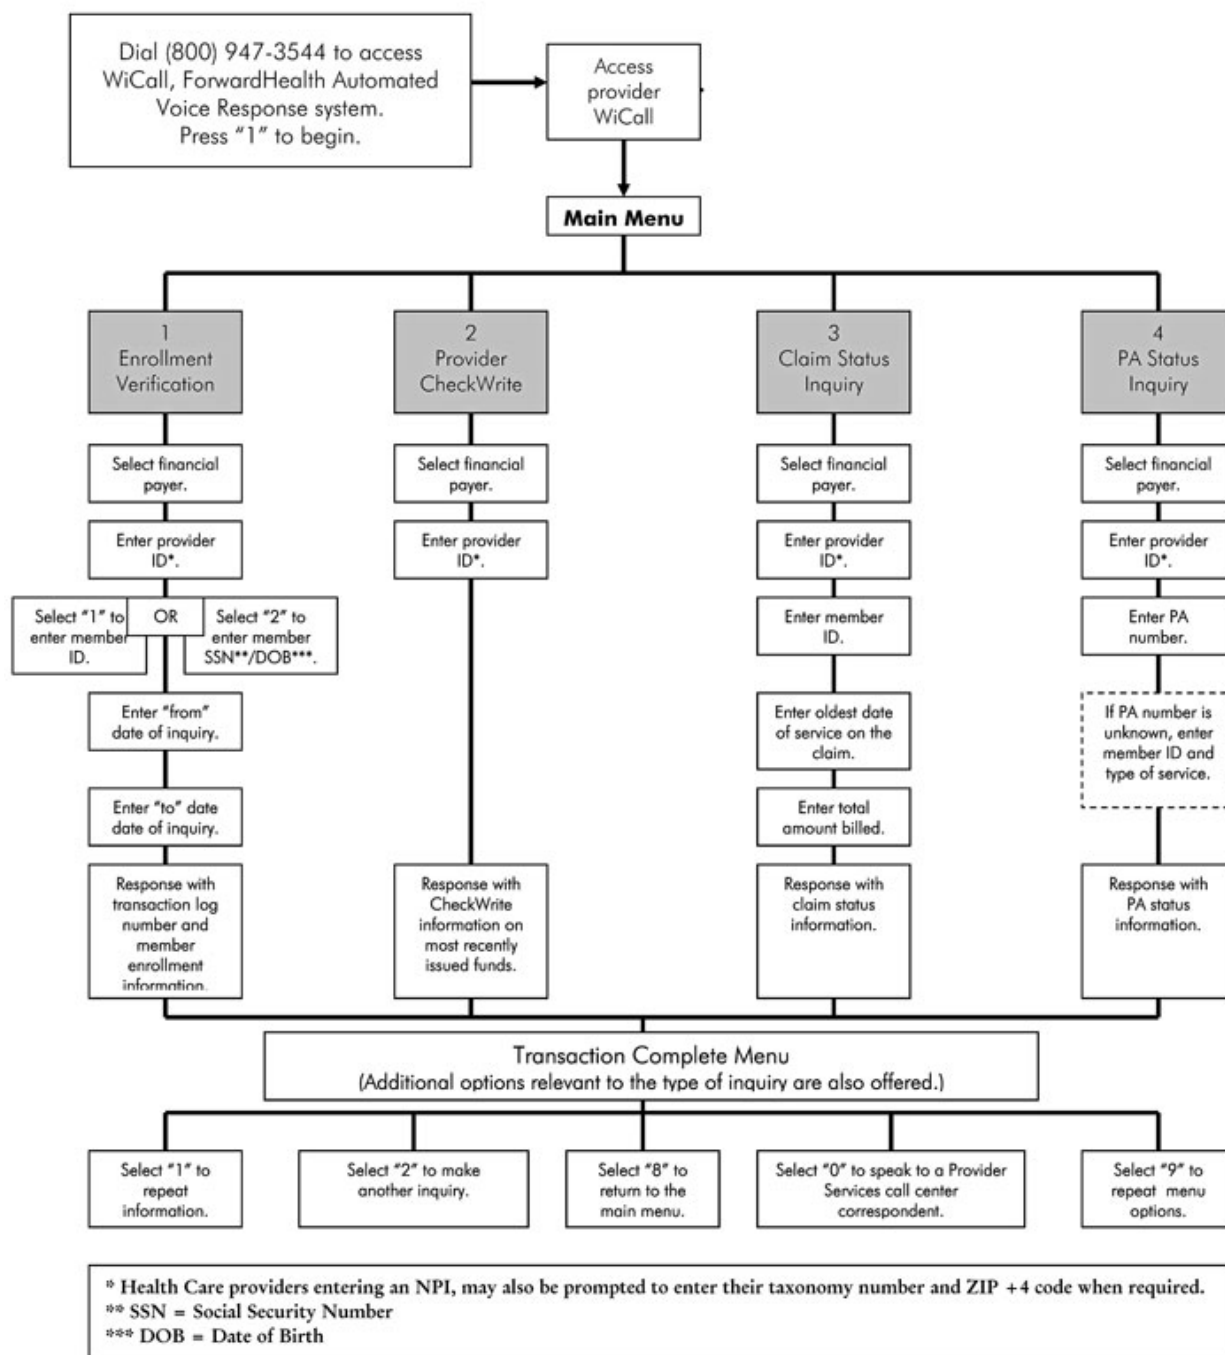 Dial (800) 947-3544 to access
WiCall, ForwardHealth Automated
Voice Response system.
Press “1” to begin.
Access
provider
WiCall
Main Menu
1
Enrollment
Verification
2
Provider
CheckWrite
3
Claim Status
Inquiry
4
PA Status
Inquiry
Select financial
payer.
Select financial
payer.
Select financial
payer.
Select financial
payer.
Enter provider
ID*.
Enter provider
ID*.
Enter provider
ID*.
Enter provider
ID*.
Select “1” to
enter member
ID.
OR
Select “2” to
enter member
SSN**/DOB***.
Enter member
ID.
Enter PA
number.
Enter “from”
date of inquiry.
Enter oldest date
of service on the
claim.
If PA number is
unknown, enter
member ID and
type of service.
Enter “to” date
date of inquiry.
Enter total
amount billed.
Response with
transaction log
number and
member
enrollment
information.
Response with
CheckWrite
information on
most recently
issued funds.
Response with
claim status
information.
Response with
PA status
information.
Transaction Complete Menu
(Additional options relevant to the type of inquiry are also offered.)
Select “1” to
repeat
information.
Select “2” to make
another inquiry.
Select “8” to
return to the
main menu.
Select “0” to speak to a Provider
Services call center
correspondent.
Select “9” to
repeat menu
options.
* Health Care providers entering an NPI, may also be prompted to enter their taxonomy number and ZIP +4 code when required.
** SSN = Social Security Number
*** DOB = Date of Birth